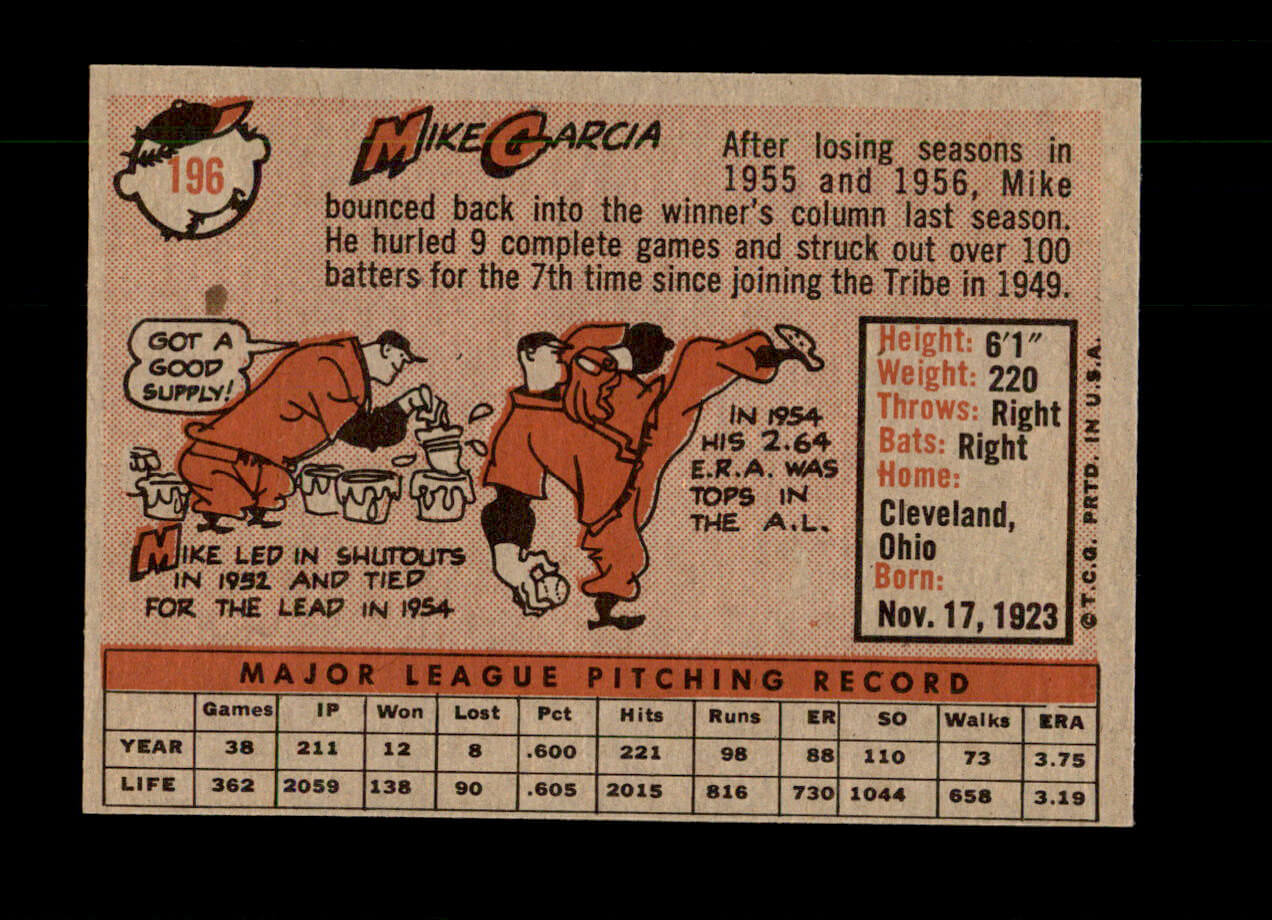 196
MIKE GARCIA
After losing seasons in
1955 and 1956, Mike
bounced back into the winner's column last season.
He hurled 9 complete games and struck out over 100
batters for the 7th time since joining the Tribe in 1949.
GOT A
GOOD
SUPPLY!
MIKE LED IN SHUTOUTS
IN 1952 AND TIED
FOR THE LEAD IN 1954
IN 1954
HIS 2.64
E.R.A. WAS
TOPS IN
THE A.L.
Height: 6'1"
Weight: 220
Throws: Right
Bats: Right
Home:
Cleveland,
Ohio
Born:
Nov. 17, 1923
©T.C.G. PRTD. IN U.S.A.
MAJOR LEAGUE PITCHING RECORD
Games IP Won Lost Pct Hits Runs ER SO Walks ERA
YEAR 38 211 12 8 .600 221 98 88 110 73 3.75
LIFE 362 2059 138 90 .605 2015 816 730 1044 658 3.19